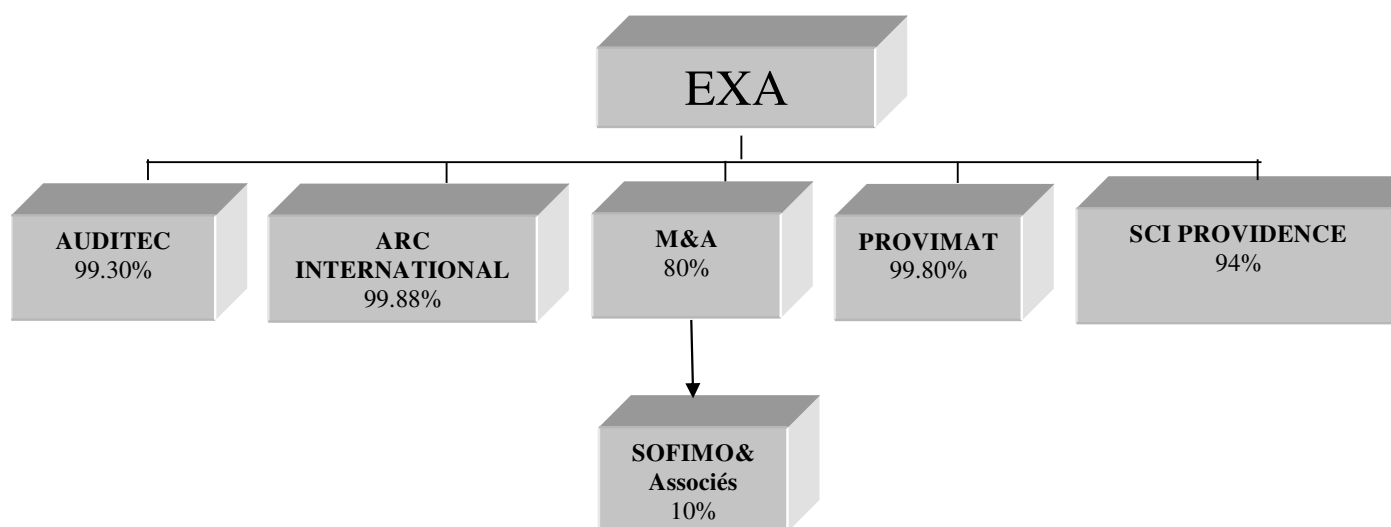 EXA
AUDITEC
99.30%
ARC
INTERNATIONAL
99.88%
M&A
80%
PROVIMAT
99.80%
SCI PROVIDENCE
94%
SOFIMO&
Associés
10%